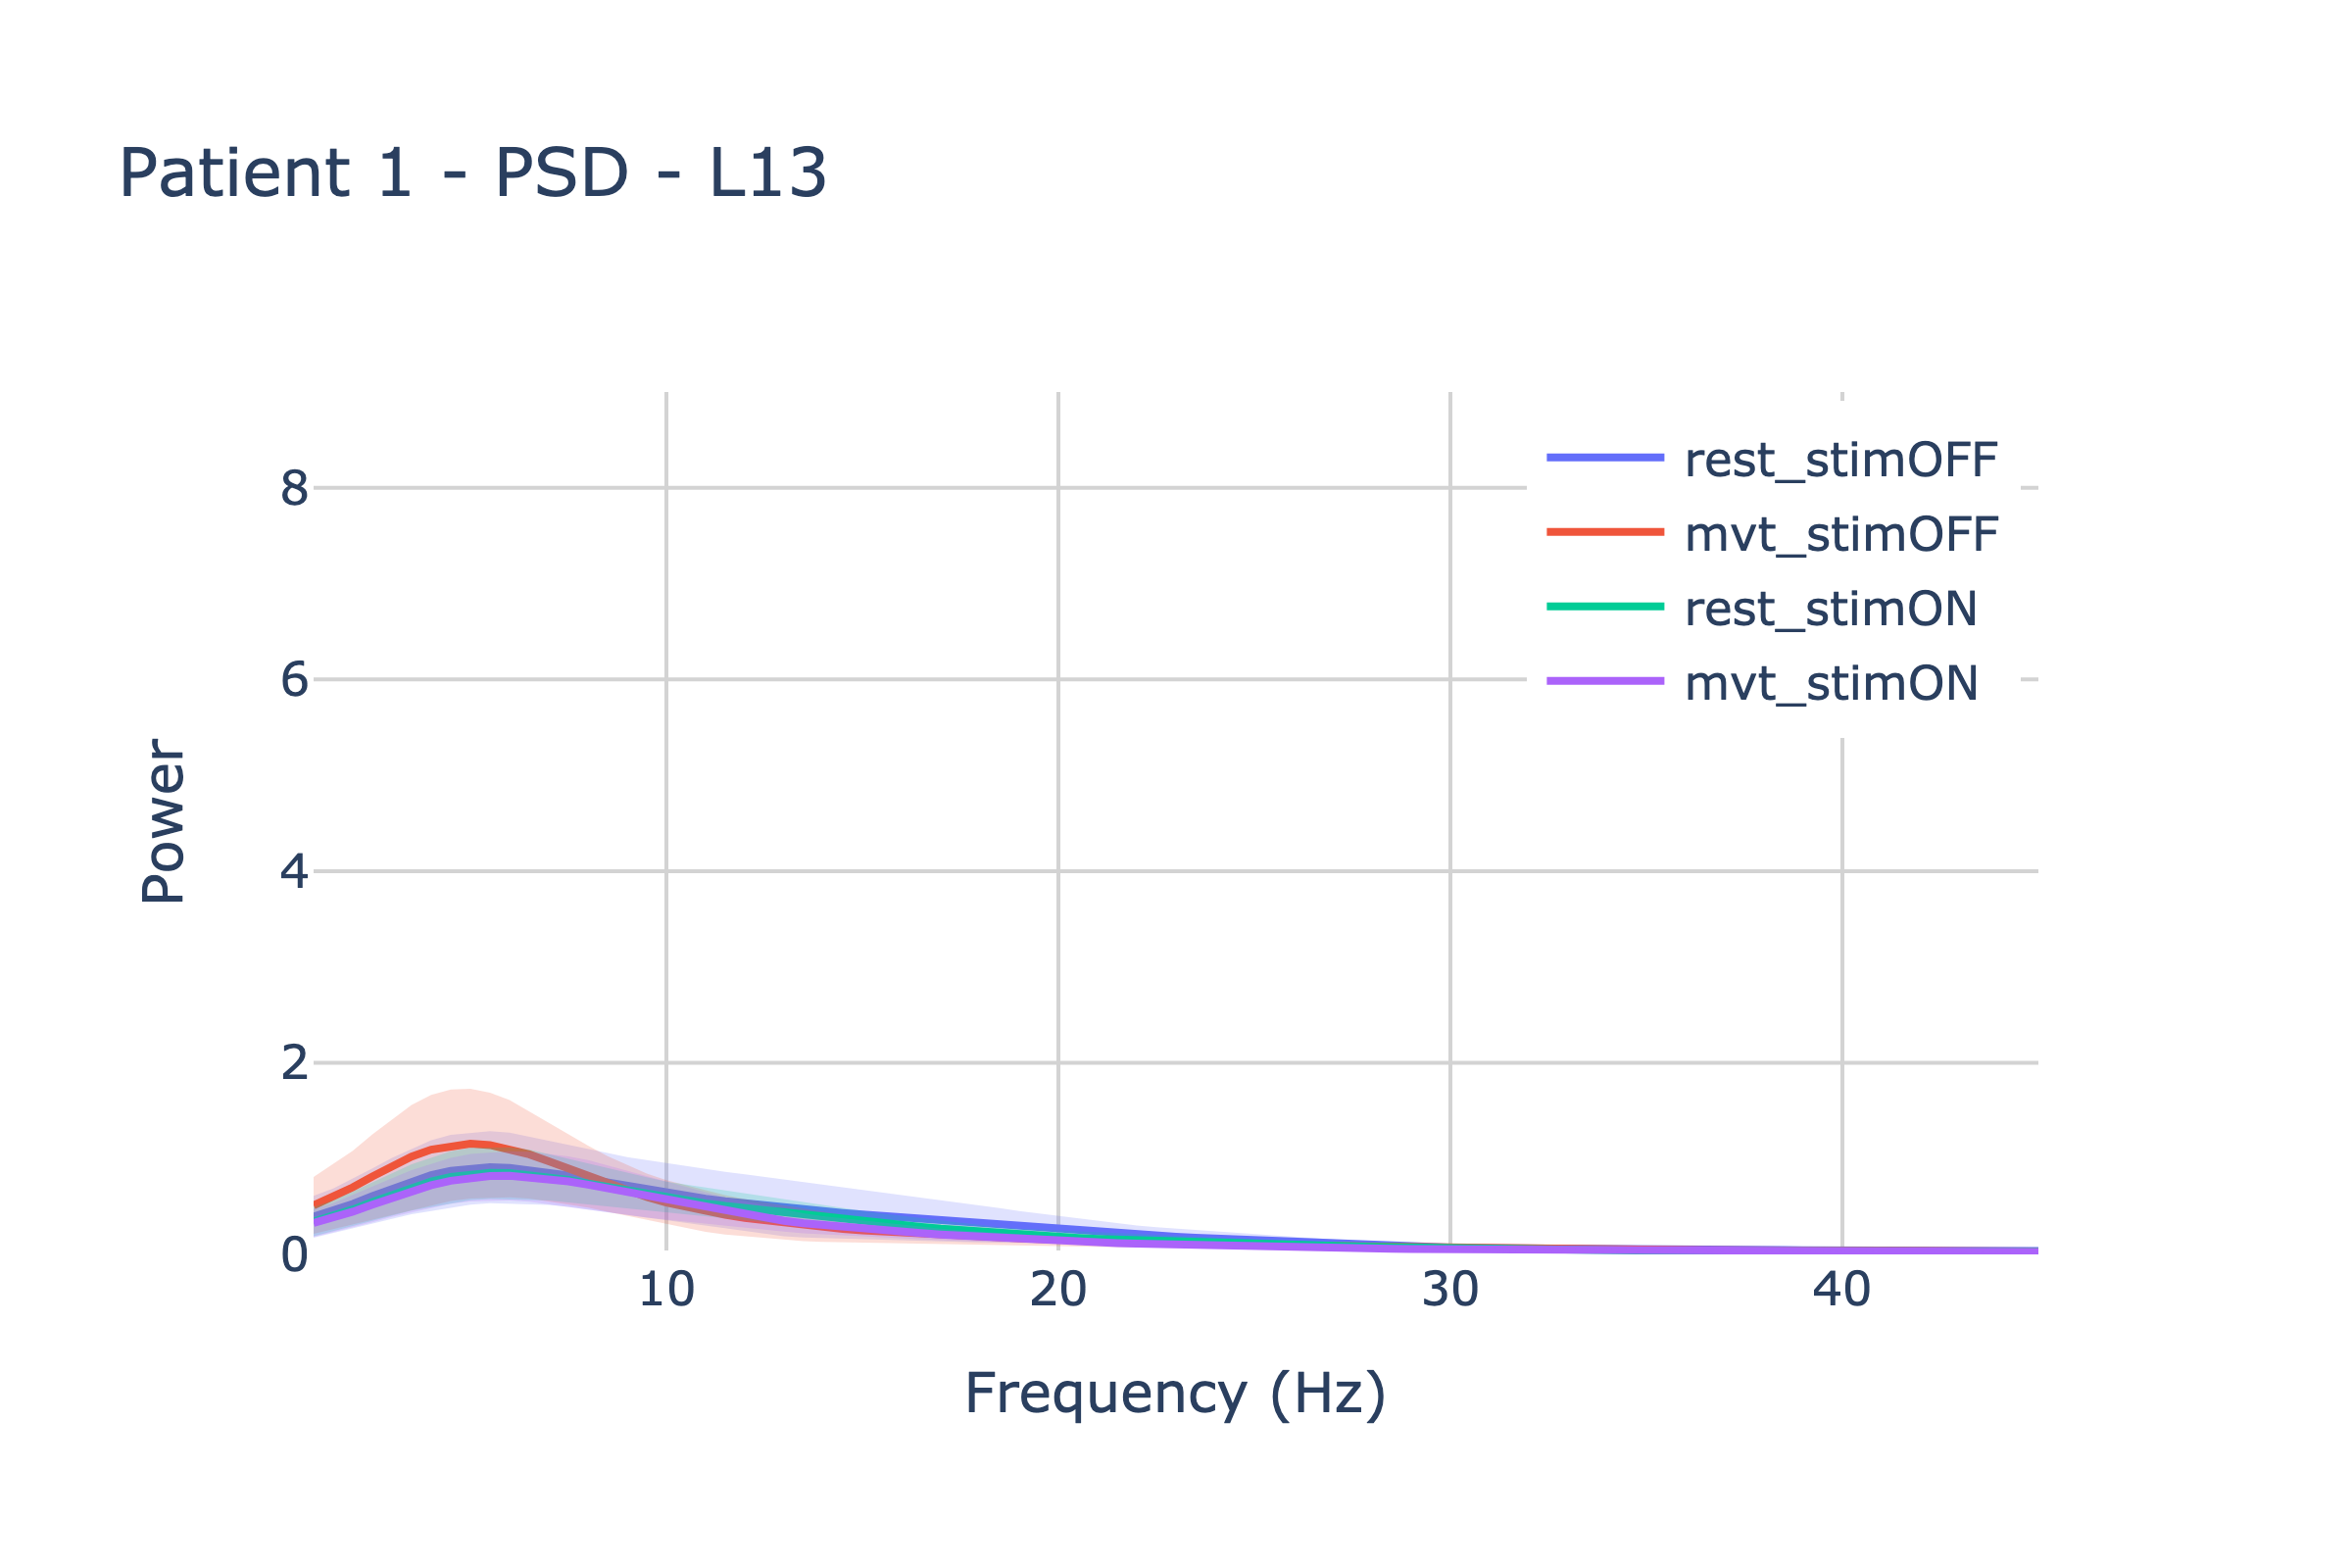 Patient 1 - PSD - L13
rest_stimOFF
mvt_stimOFF
rest_stimON
mvt_stimON
8
6
4
2
0
Power
10 20 30 40
Frequency (Hz)